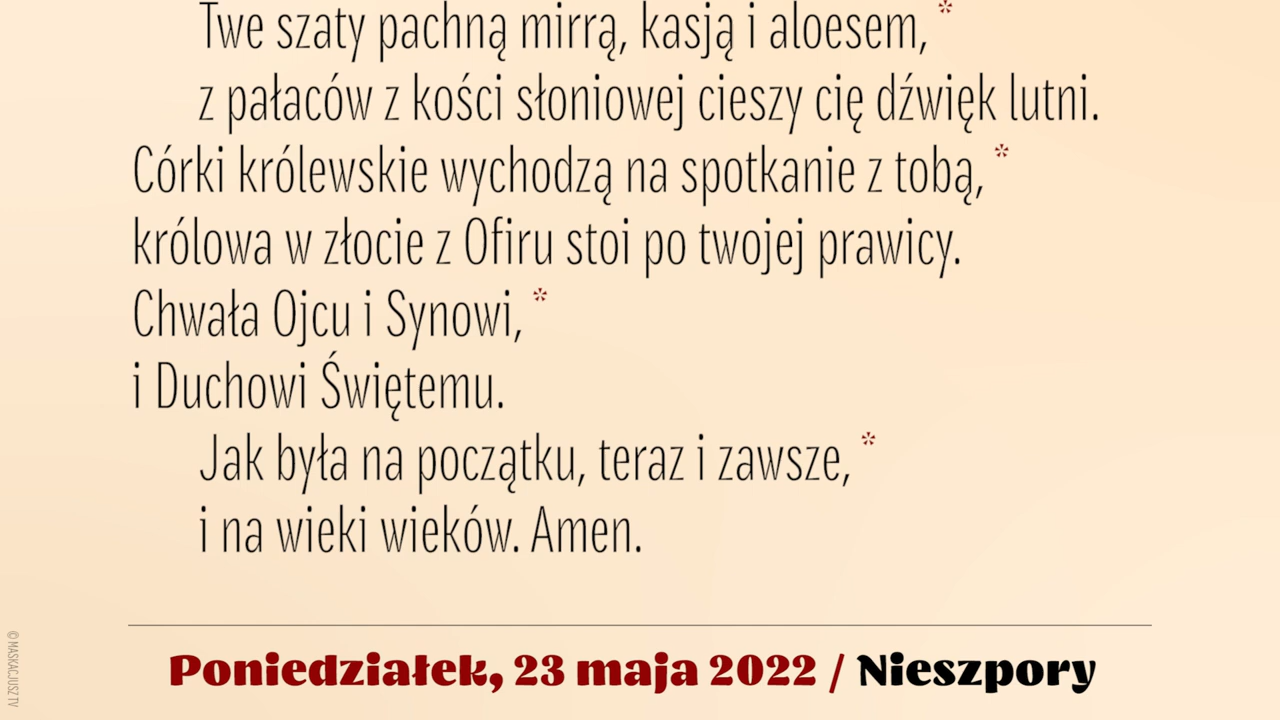 Twe szaty pachną mirrą, kasją i aloesem, *
z pałaców z kości słoniowej cieszy cię dźwięk lutni.
Córki królewskie wychodzą na spotkanie z tobą, *
królowa w złocie z Ofiru stoi po twojej prawicy.
Chwała Ojcu i Synowi, *
i Duchowi Świętemu.
Jak była na początku, teraz i zawsze, *
i na wieki wieków. Amen.
Poniedziałek, 23 maja 2022 / Nieszpory
© MASKACJUSZ TV